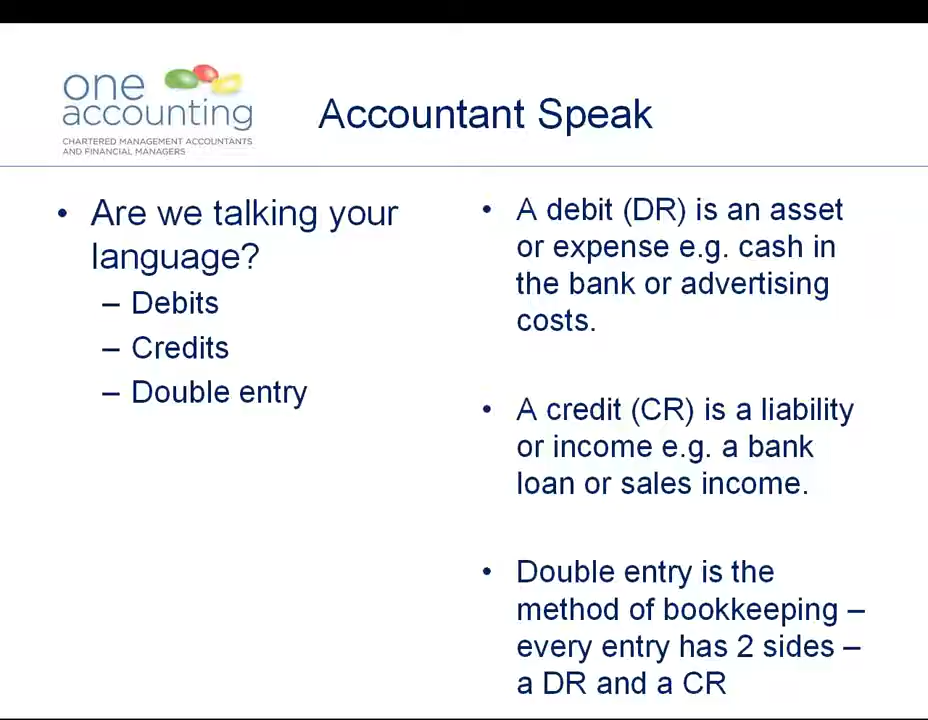 one
accounting
CHARTERED MANAGEMENT ACCOUNTANTS
AND FINANCIAL MANAGERS
Accountant Speak
• Are we talking your
language?
– Debits
– Credits
– Double entry
• A debit (DR) is an asset
or expense e.g. cash in
the bank or advertising
costs.
• A credit (CR) is a liability
or income e.g. a bank
loan or sales income.
• Double entry is the
method of bookkeeping –
every entry has 2 sides –
a DR and a CR